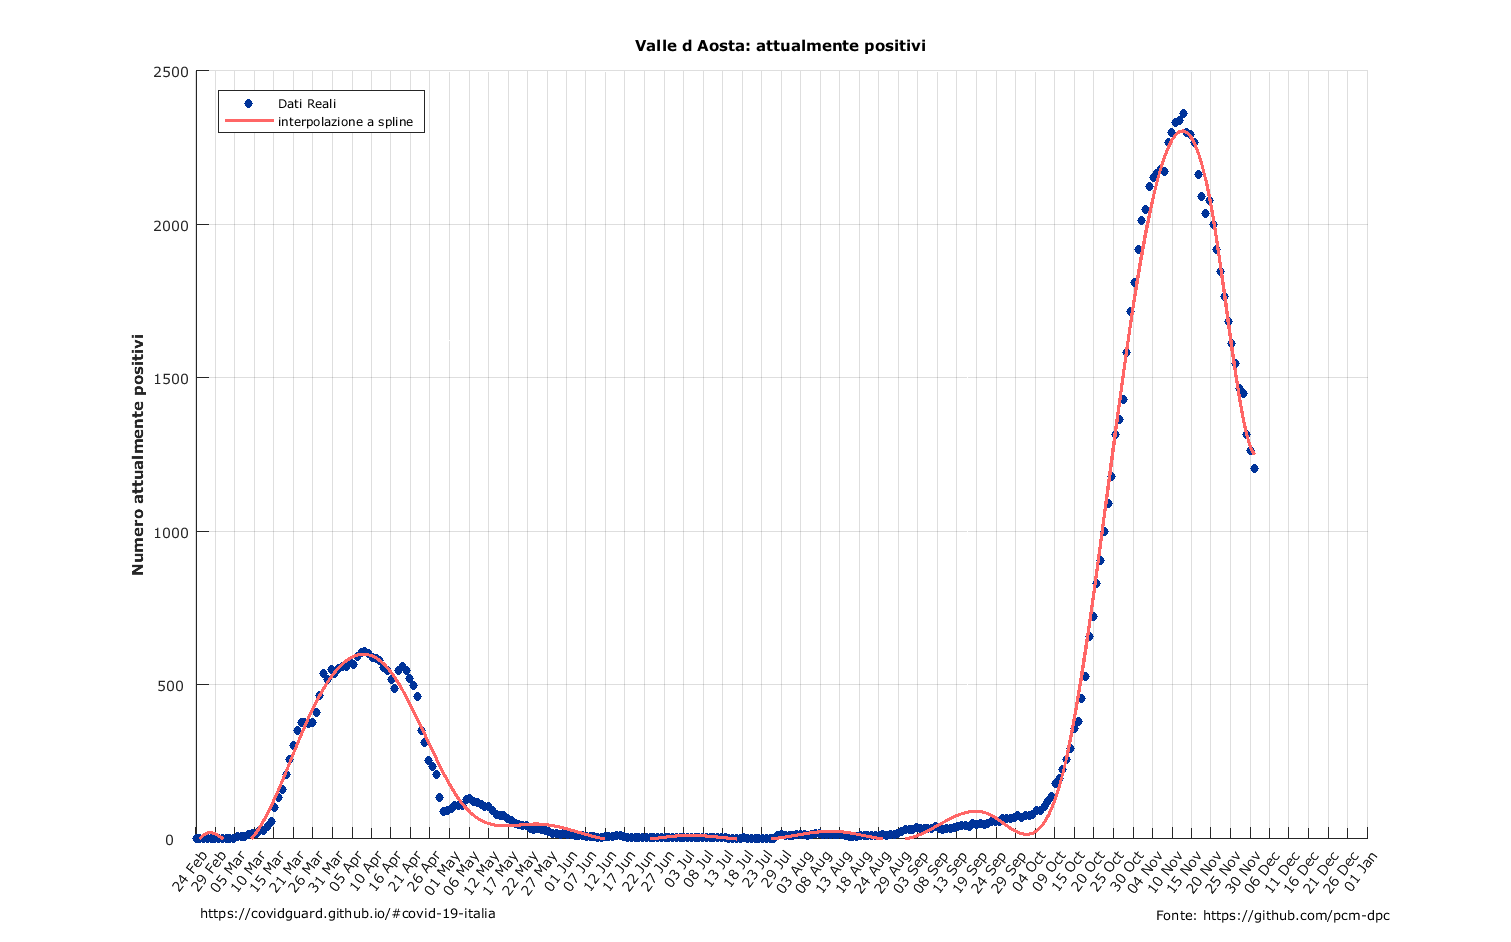 Valle d Aosta: attualmente positivi
2500
2000
1500
1000
500
0
Numero attualmente positivi
Dati Reali
interpolazione a spline
24 Feb
29 Feb
05 Mar
10 Mar
15 Mar
21 Mar
26 Mar
31 Mar
05 Apr
10 Apr
16 Apr
21 Apr
26 Apr
01 May
06 May
12 May
17 May
22 May
27 May
01 Jun
07 Jun
12 Jun
17 Jun
22 Jun
27 Jun
03 Jul
08 Jul
13 Jul
18 Jul
23 Jul
29 Jul
03 Aug
08 Aug
13 Aug
18 Aug
24 Aug
29 Aug
03 Sep
08 Sep
13 Sep
19 Sep
24 Sep
29 Sep
04 Oct
09 Oct
15 Oct
20 Oct
25 Oct
30 Oct
04 Nov
10 Nov
15 Nov
20 Nov
25 Nov
30 Nov
06 Dec
11 Dec
16 Dec
21 Dec
26 Dec
01 Jan
https://covidguard.github.io/#covid-19-italia
Fonte: https://github.com/pcm-dpc